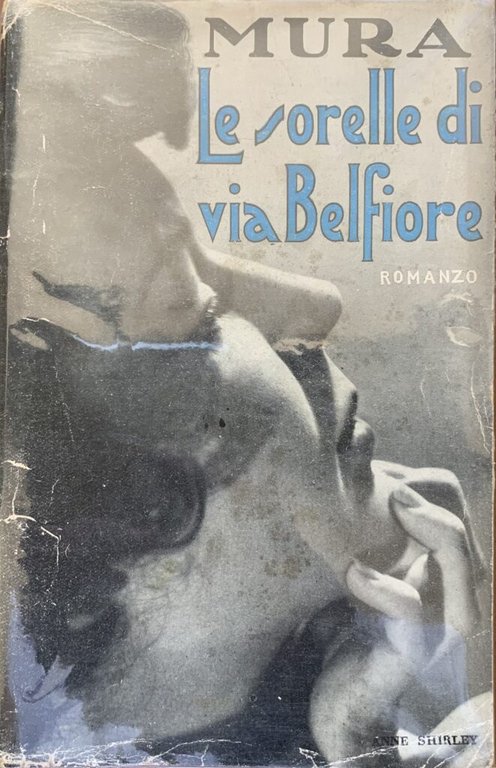 MURA
Le sorelle di
via Belfiore
ROMANZO
ANNE SHIRLEY